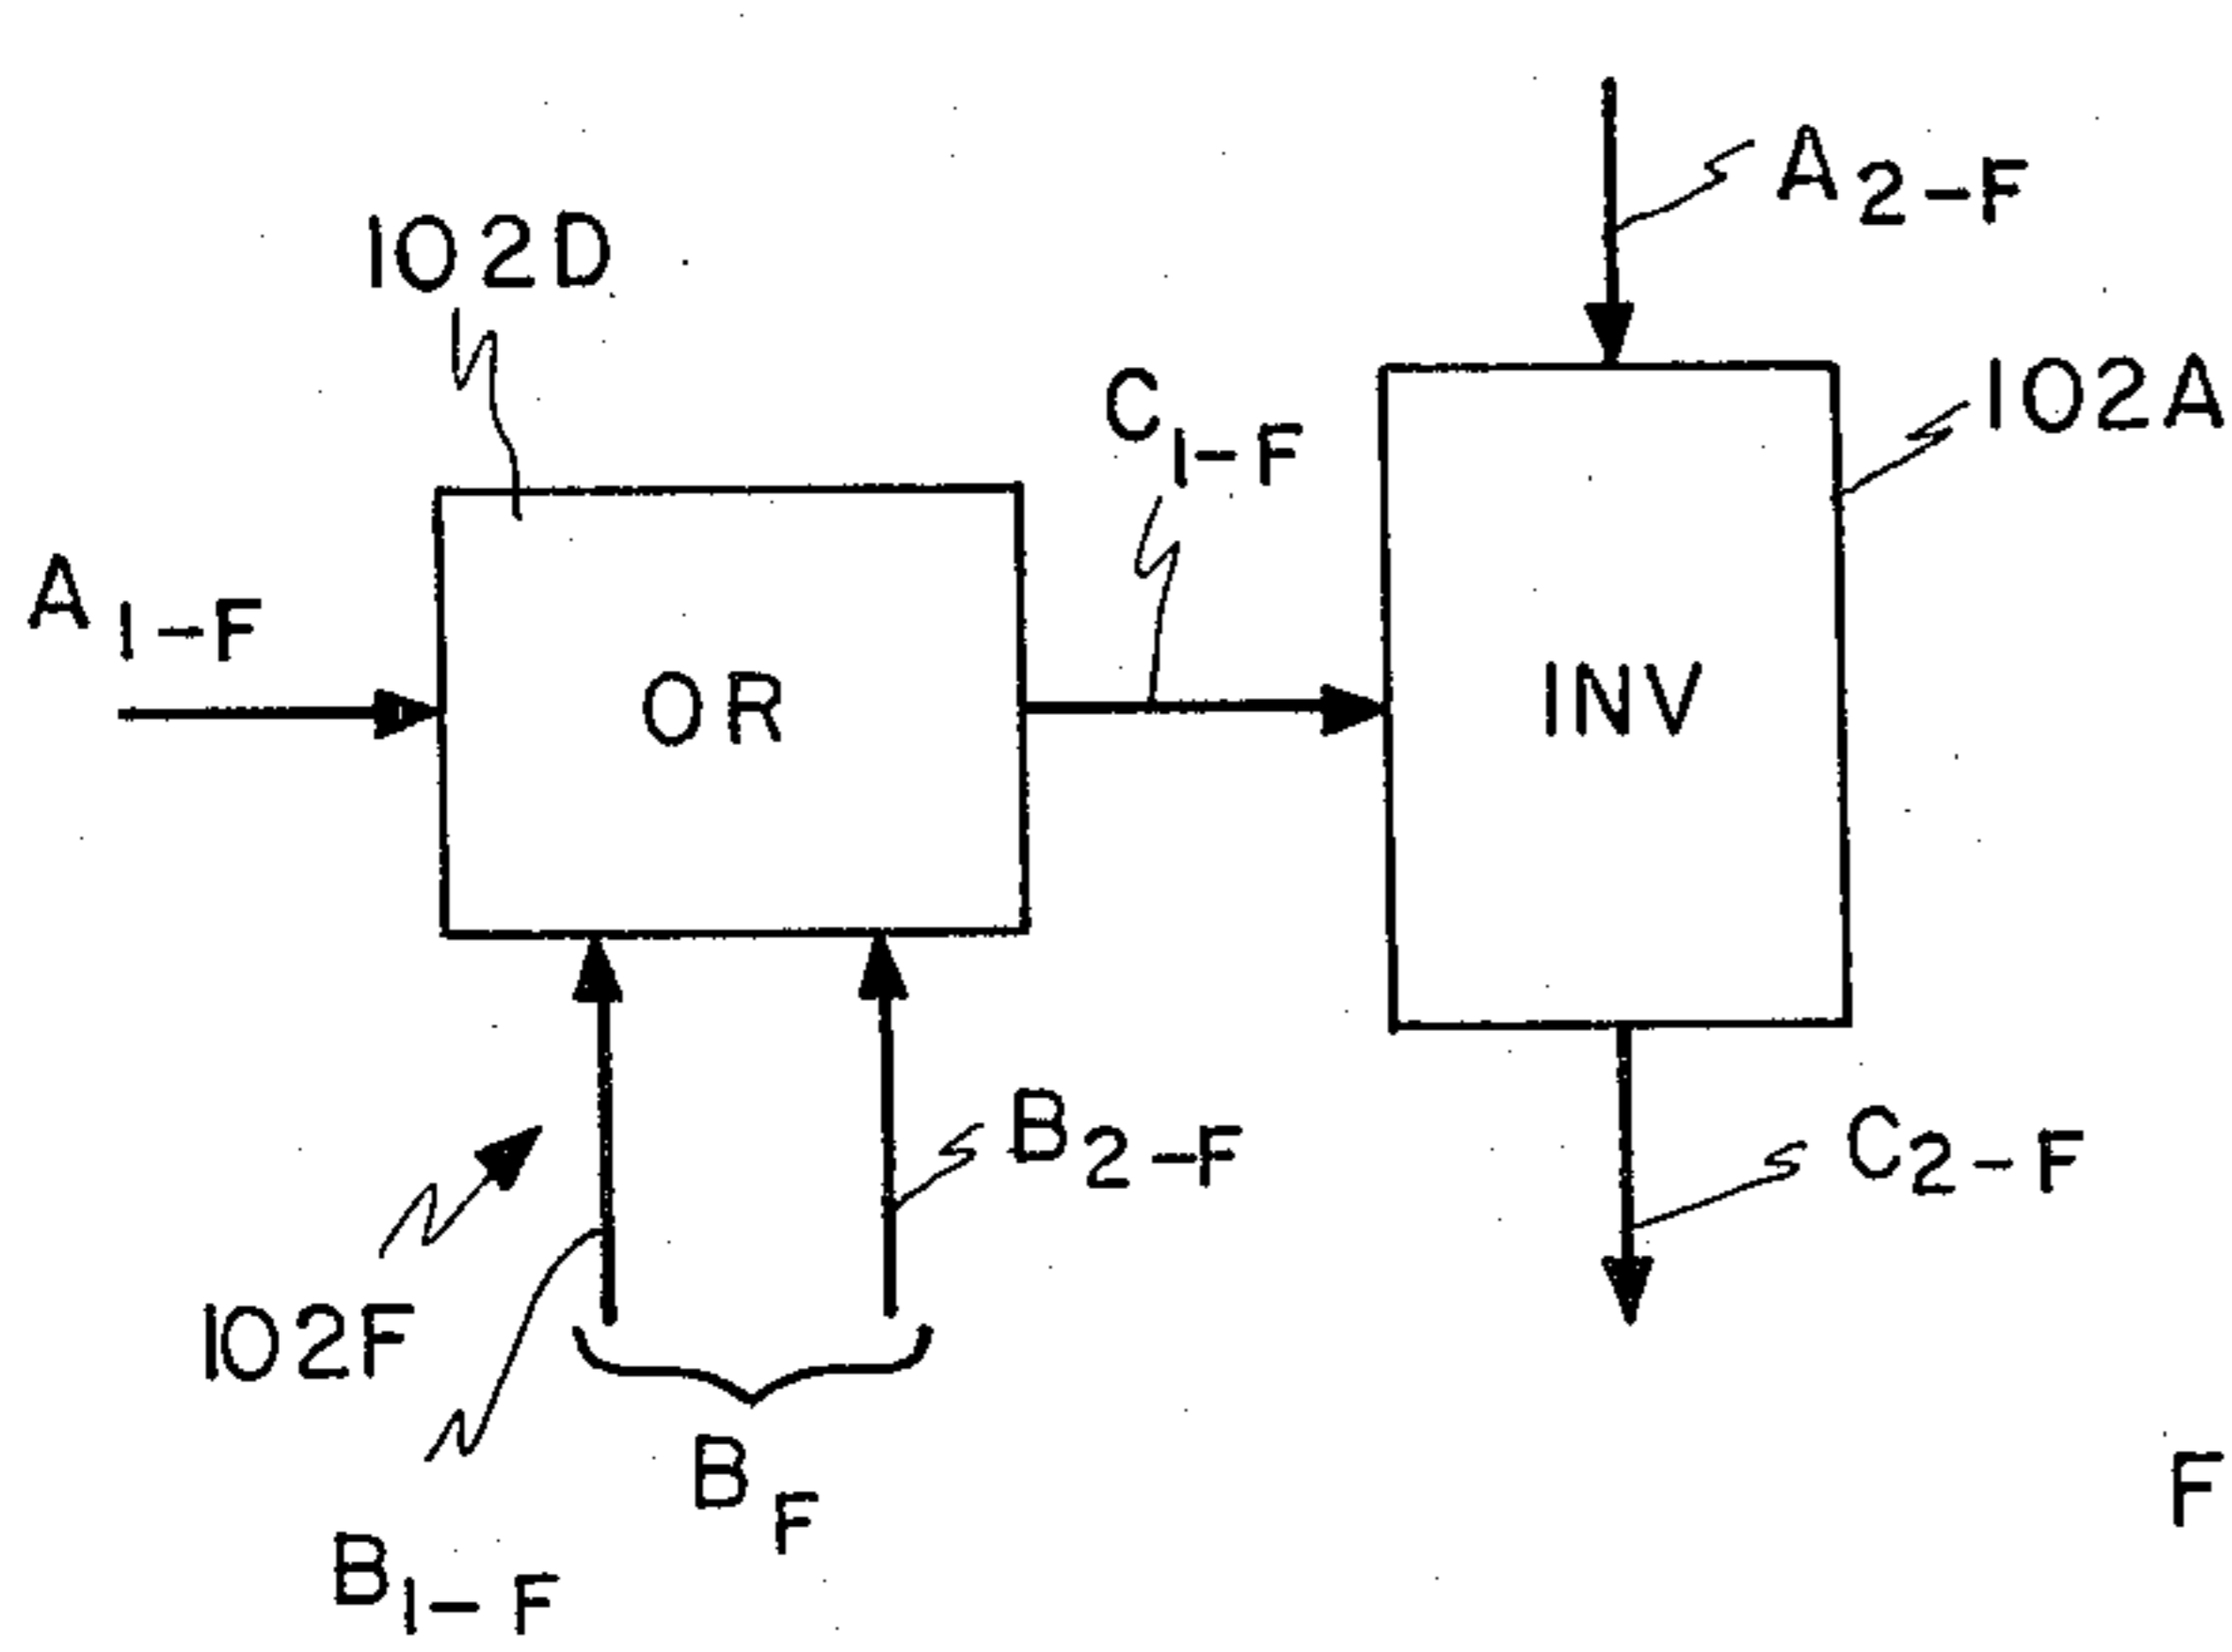 A2-F
102D
102A
C1-F
A1-F
OR
INV
B2-F
C2-F
102F
BF
F
B1-F